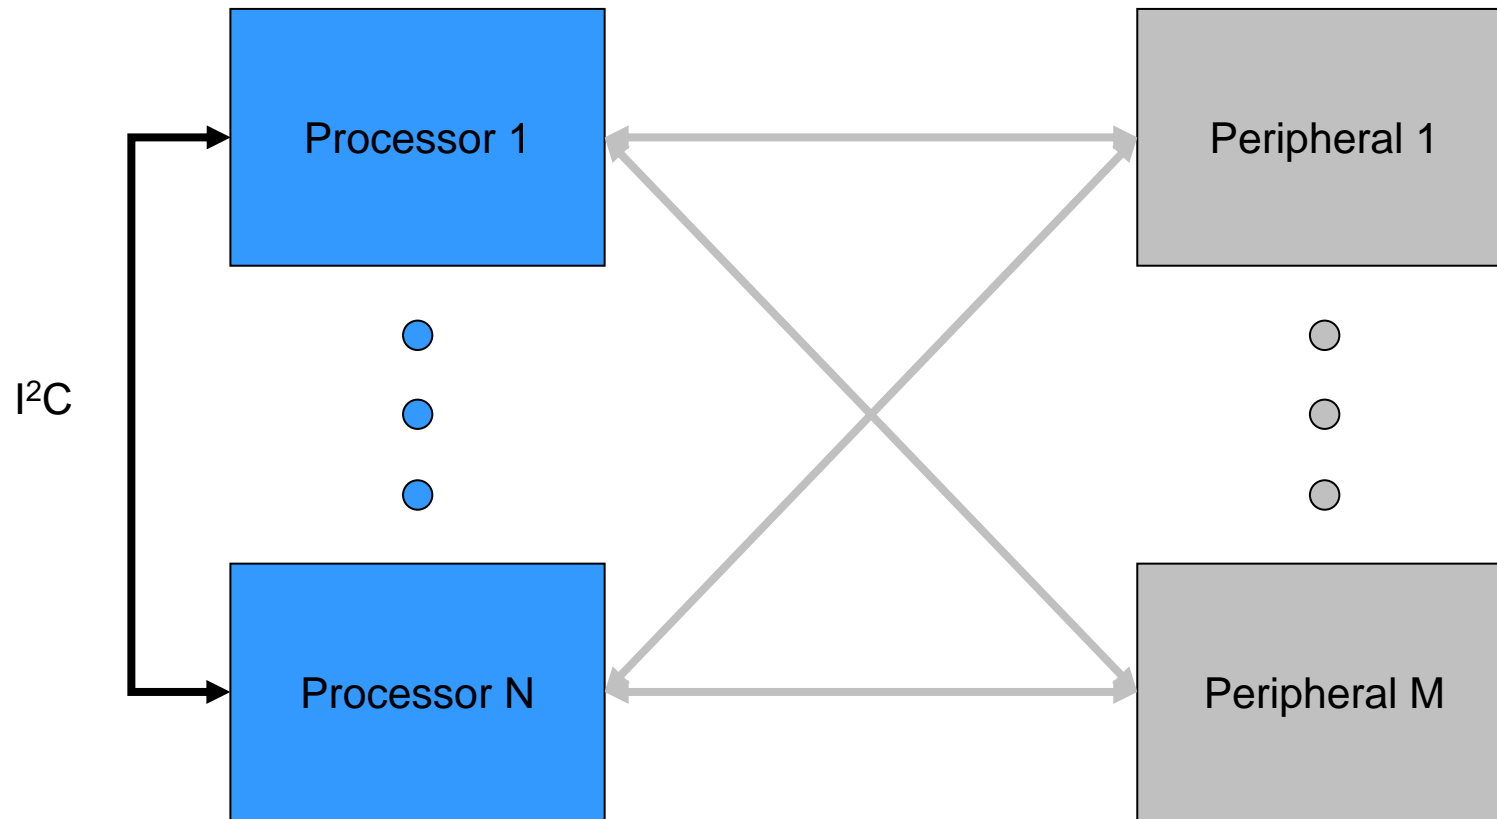 Processor 1
Peripheral 1
I²C
Processor N
Peripheral M